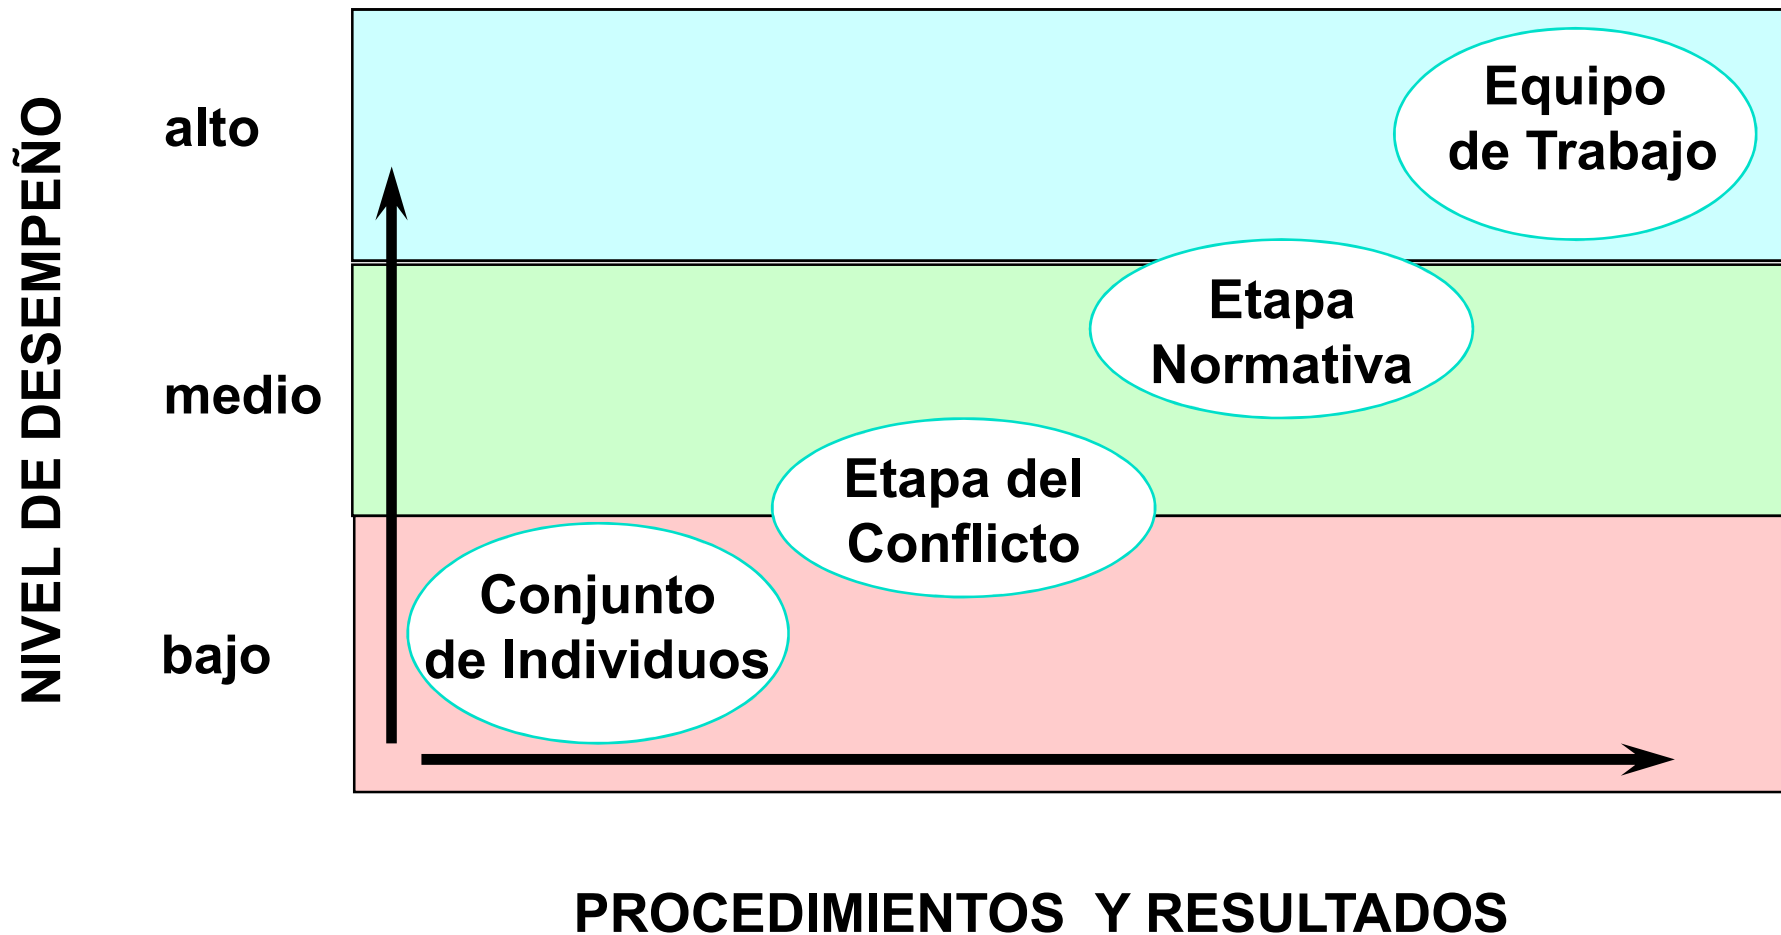 NIVEL DE DESEMPEÑO
alto
medio
bajo
Equipo
de Trabajo
Etapa
Normativa
Etapa del
Conflicto
Conjunto
de Individuos
PROCEDIMIENTOS Y RESULTADOS